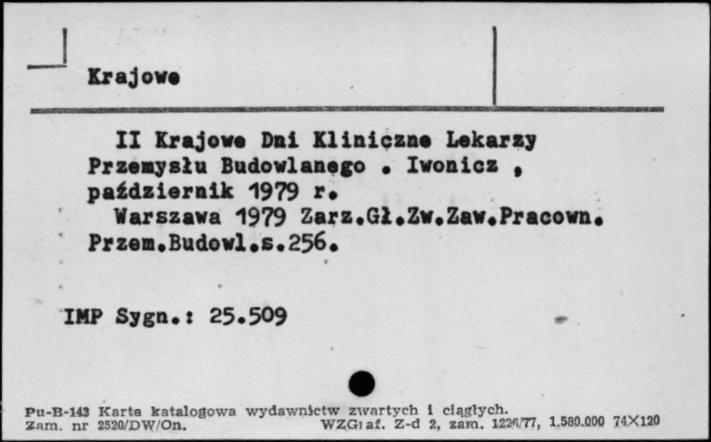 Krajowe
II Krajowe Dni Kliniczne Lekarzy
Przemysłu Budowlanego . Iwonicz ,
październik 1979 r.
Warszawa 1979 Zarz.Gł.Zw.Zaw.Pracown.
Przem.Budowl.s.256.
IMP Sygn.: 25.509
Pu-B-143 Karta katalogowa wydawnictw zwartych i ciągłych.
Zam. nr 2520/DW/On. WZGraf. Z-d 2, zam. 1226/77, 1.580.000 74X120